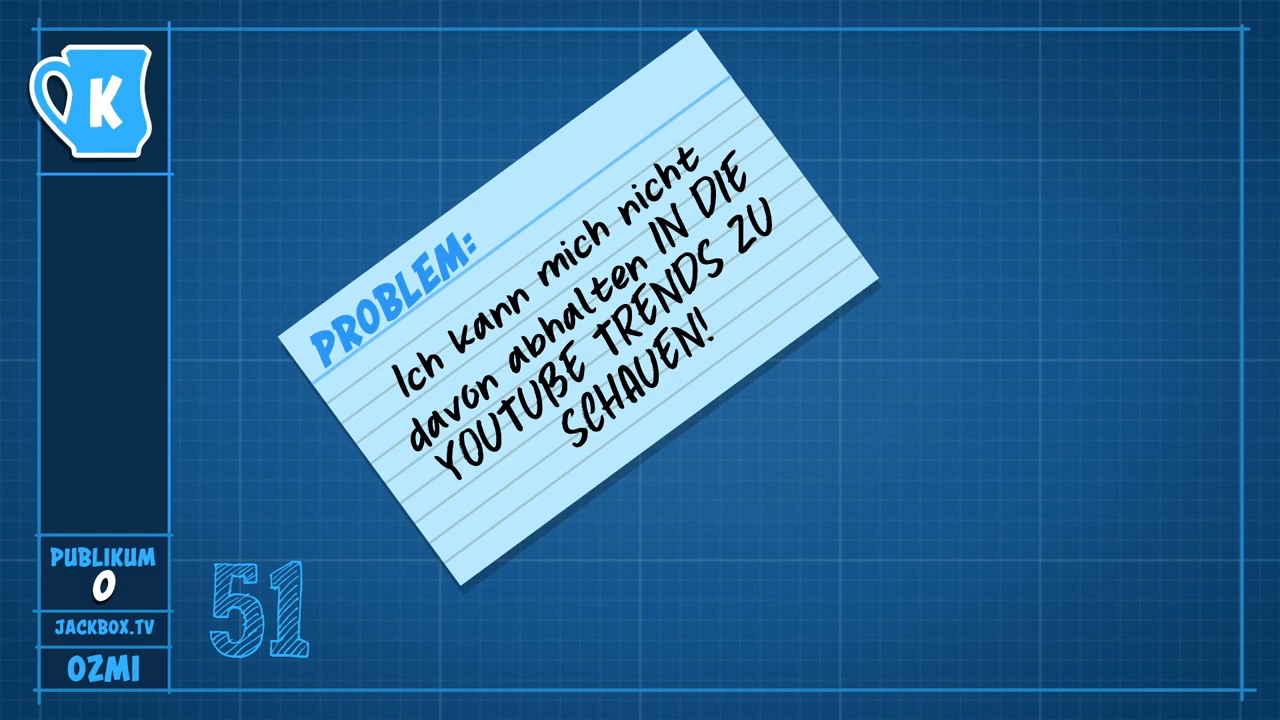 K
PROBLEM:
Ich kann mich nicht
davon abhalten IN DIE
YOUTUBE TRENDS ZU
SCHAUEN!
PUBLIKUM
0
JACKBOX.TV
OZMI
51